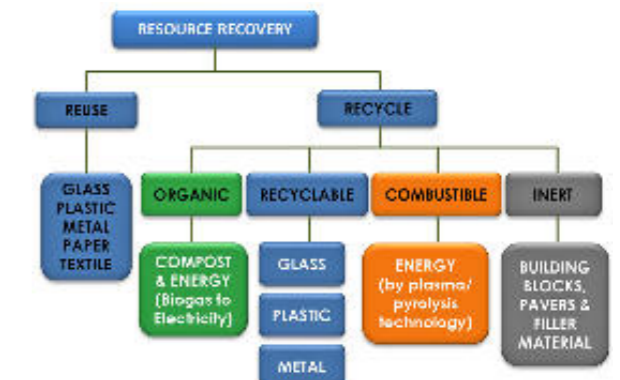 RESOURCE RECOVERY
REUSE
RECYCLE
GLASS
PLASTIC
METAL
PAPER
TEXTILE
ORGANIC
RECYCLABLE
COMBUSTIBLE
INERT
COMPOST
& ENERGY
(Biogas to
Electricity)
GLASS
PLASTIC
METAL
ENERGY
(by plasma/
pyrolysis
technology)
BUILDING
BLOCKS,
PAVERS &
FILLER
MATERIAL